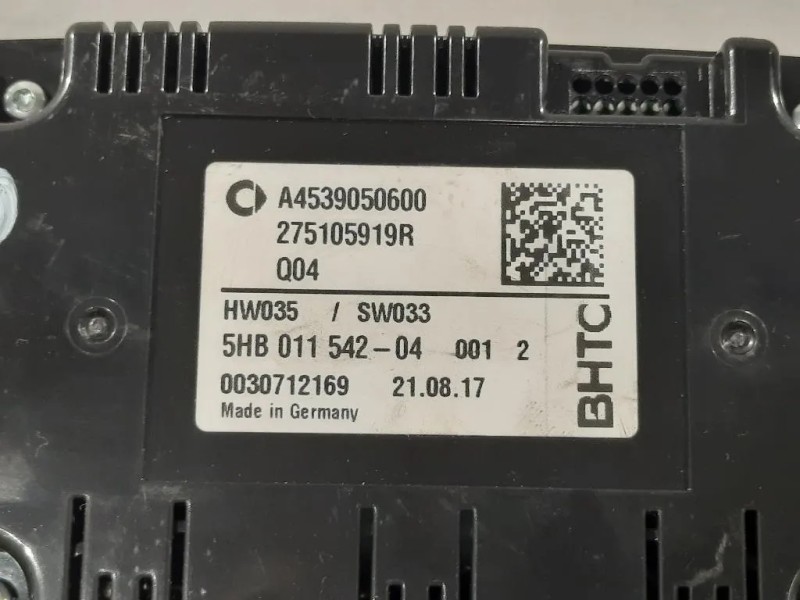 A4539050600
275105919R
Q04
HW035 / SW033
5HB 011 542-04 001 2
0030712169 21.08.17
Made in Germany
BHTC